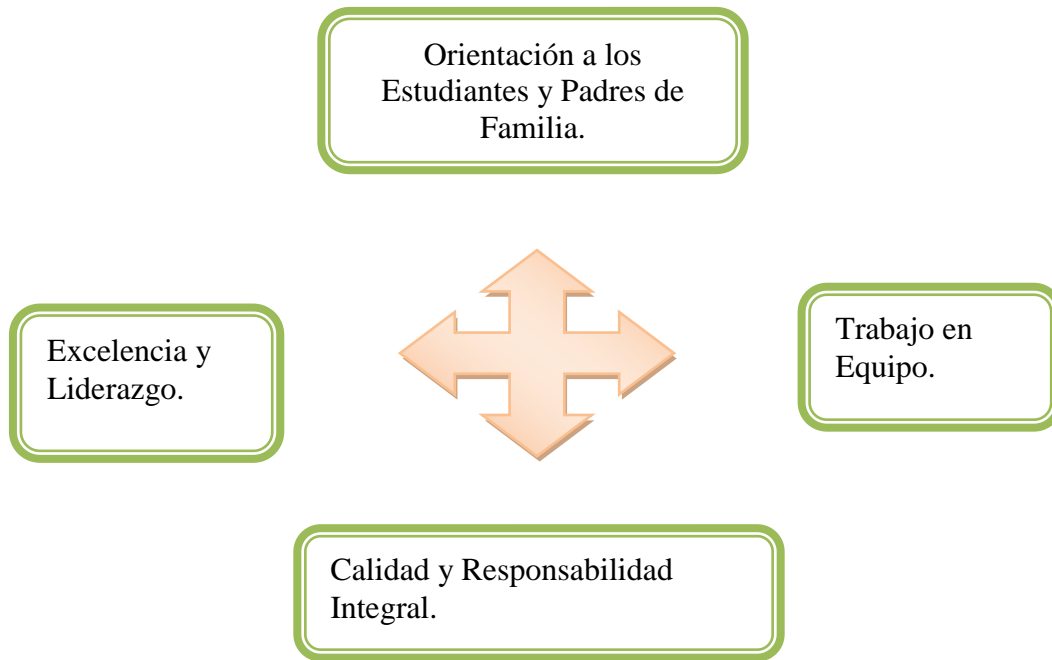 Orientación a los
Estudiantes y Padres de
Familia.
Excelencia y
Liderazgo.
Trabajo en
Equipo.
Calidad y Responsabilidad
Integral.